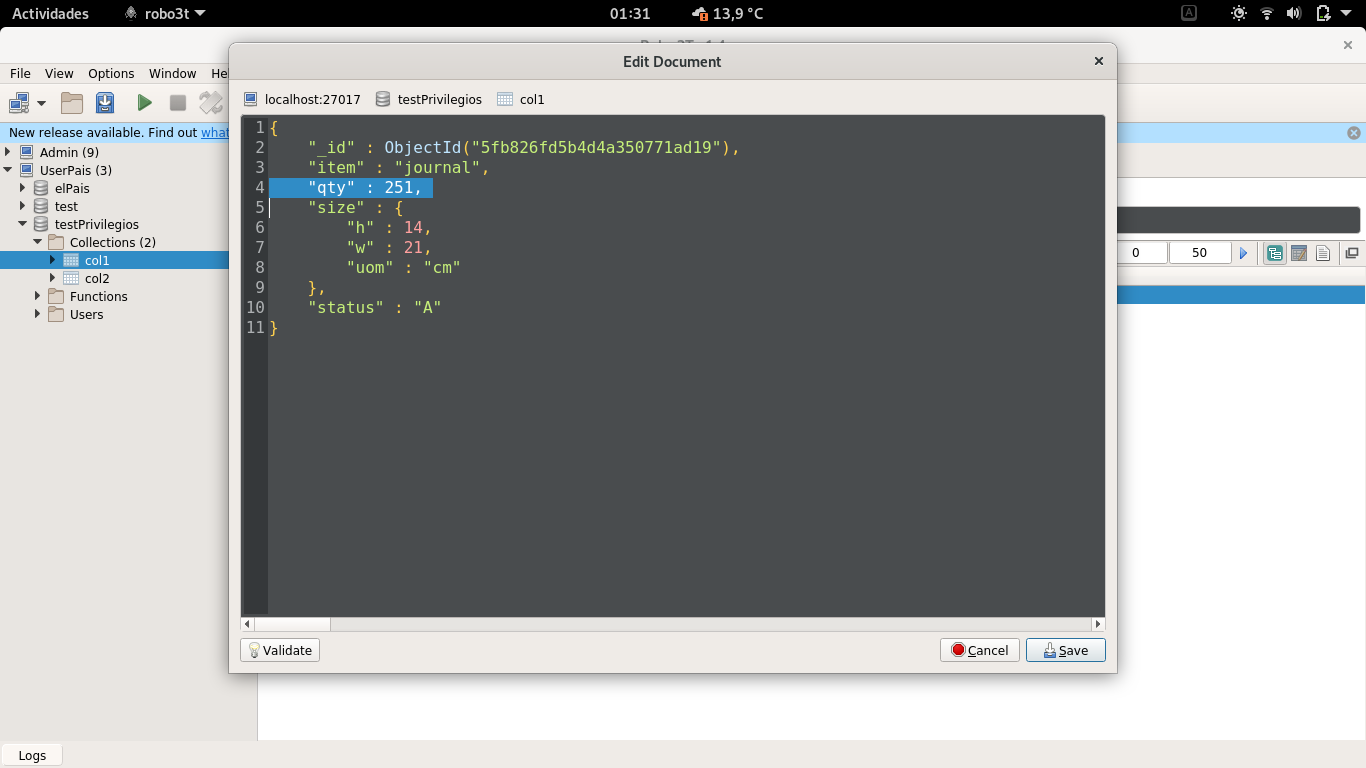 Actividades robo3t 01:31 13,9 °C A
File View Options Window He
Edit Document
localhost:27017 testPrivilegios col1
New release available. Find out what
Admin (9)
UserPais (3)
elPais
test
testPrivilegios
Collections (2)
col1
col2
Functions
Users
1 {
2 "_id" : ObjectId("5fb826fd5b4d4a350771ad19"),
3 "item" : "journal",
4 "qty" : 251,
5 "size" : {
6 "h" : 14,
7 "w" : 21,
8 "uom" : "cm"
9 },
10 "status" : "A"
11 }
0 50
Validate Cancel Save
Logs